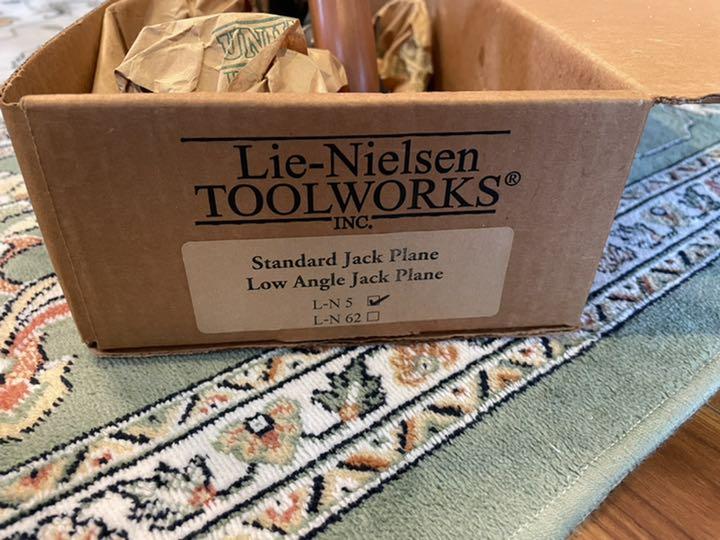 Lie-Nielsen
TOOLWORKS®
INC.
Standard Jack Plane
Low Angle Jack Plane
L-N 5 ☑
L-N 62 ☐